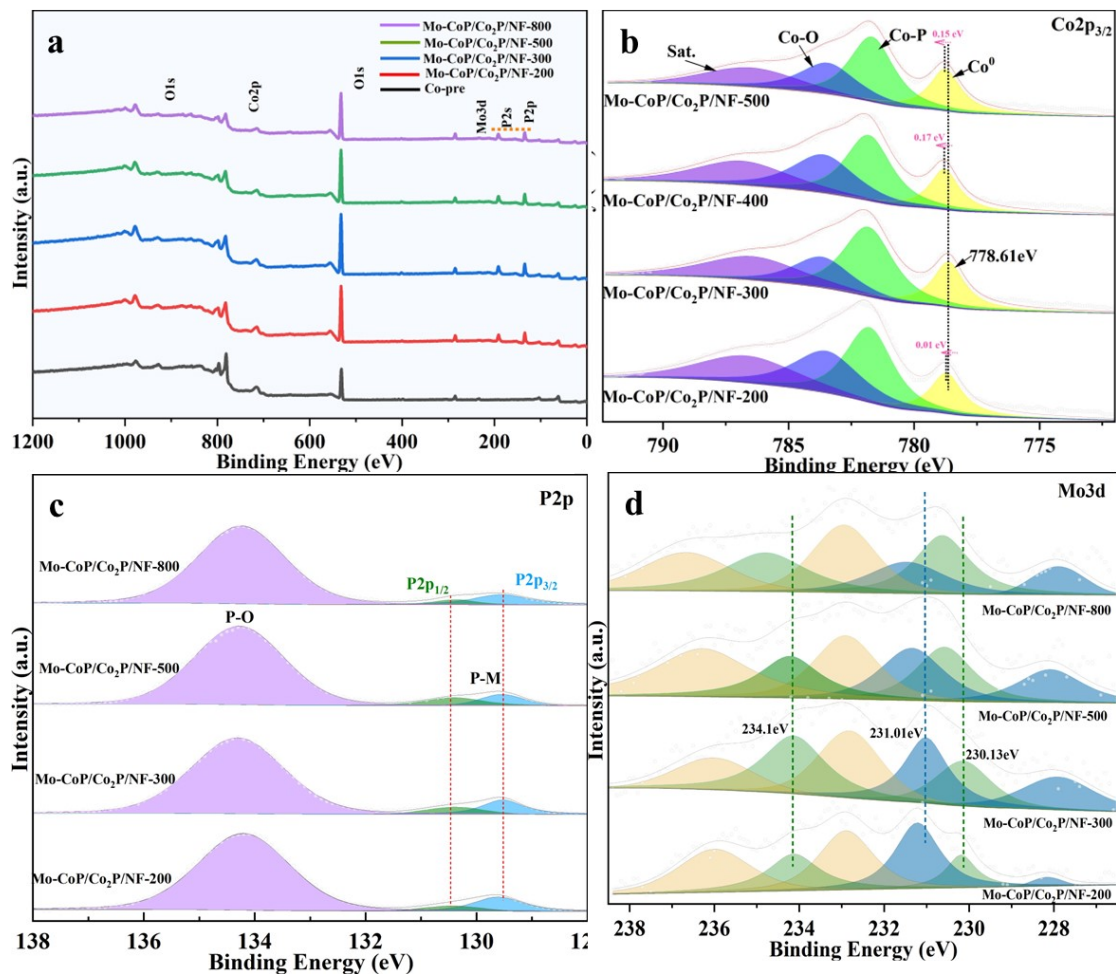 a
Mo-CoP/Co₂P/NF-800
Mo-CoP/Co₂P/NF-500
Mo-CoP/Co₂P/NF-300
Mo-CoP/Co₂P/NF-200
Co-pre
O1s
Co2p
O1s
Mo3d
P2s
P2p
Intensity (a.u.)
1200 1000 800 600 400 200 0
Binding Energy (eV)
b
Co2p₃/₂
Sat.
Co-O
Co-P
0.15 eV
Co⁰
Mo-CoP/Co₂P/NF-500
0.17 eV
Mo-CoP/Co₂P/NF-400
778.61eV
Mo-CoP/Co₂P/NF-300
0.01 eV
Mo-CoP/Co₂P/NF-200
790 785 780 775
Binding Energy (eV)
c
P2p
Mo-CoP/Co₂P/NF-800
P2p₁/₂
P2p₃/₂
P-O
Mo-CoP/Co₂P/NF-500
P-M
Mo-CoP/Co₂P/NF-300
Mo-CoP/Co₂P/NF-200
Intensity (a.u.)
138 136 134 132 130 12
Binding Energy (eV)
d
Mo3d
Mo-CoP/Co₂P/NF-800
Mo-CoP/Co₂P/NF-500
234.1eV
231.01eV
230.13eV
Mo-CoP/Co₂P/NF-300
Mo-CoP/Co₂P/NF-200
Intensity (a.u.)
238 236 234 232 230 228
Binding Energy (eV)